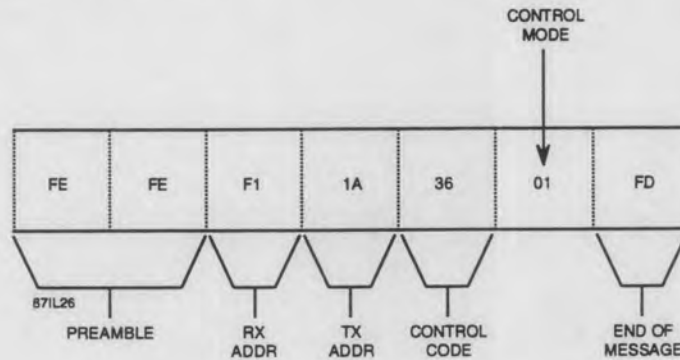 CONTROL
MODE
FE FE F1 1A 36 01 FD
871L26
PREAMBLE
RX
ADDR
TX
ADDR
CONTROL
CODE
END OF
MESSAGE